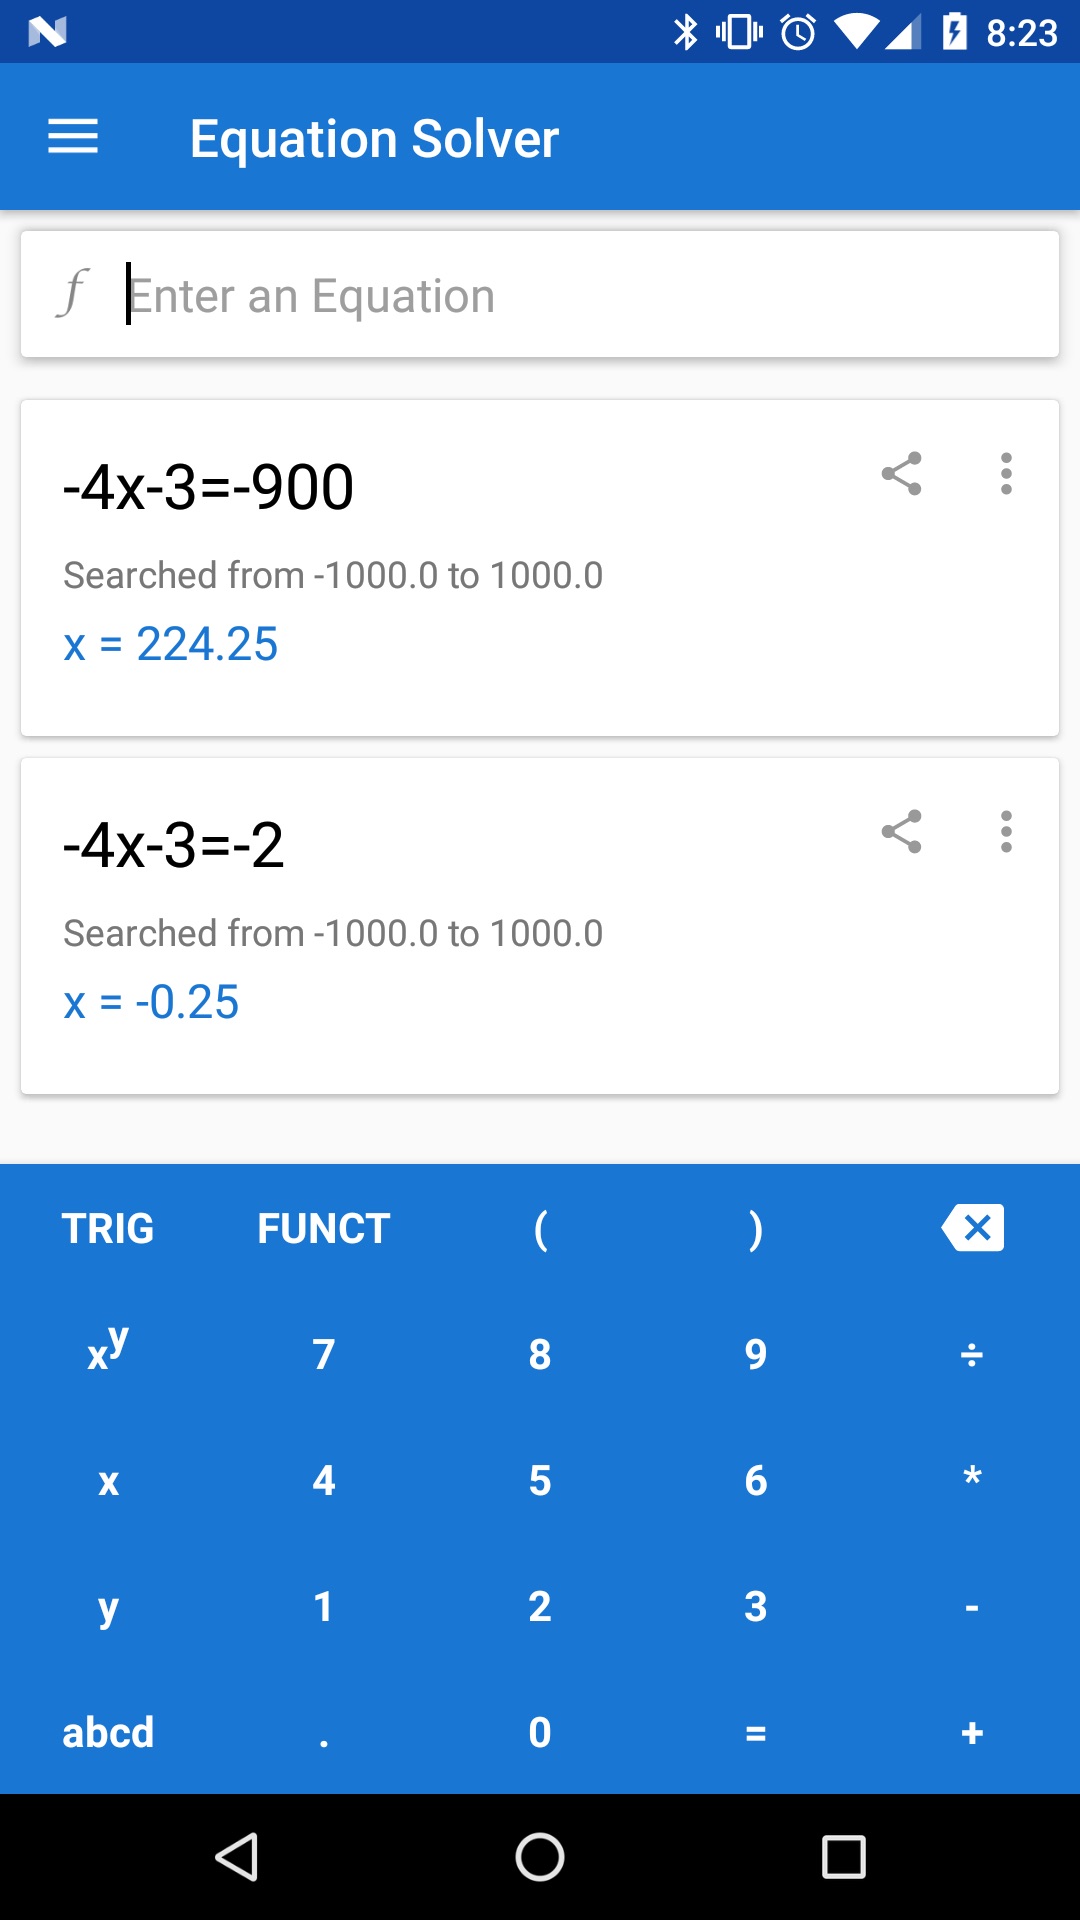 8:23
Equation Solver
f Enter an Equation
-4x-3=-900
Searched from -1000.0 to 1000.0
x = 224.25
-4x-3=-2
Searched from -1000.0 to 1000.0
x = -0.25
TRIG FUNCT ( )
xy 7 8 9 ÷
x 4 5 6 *
y 1 2 3 -
abcd . 0 = +